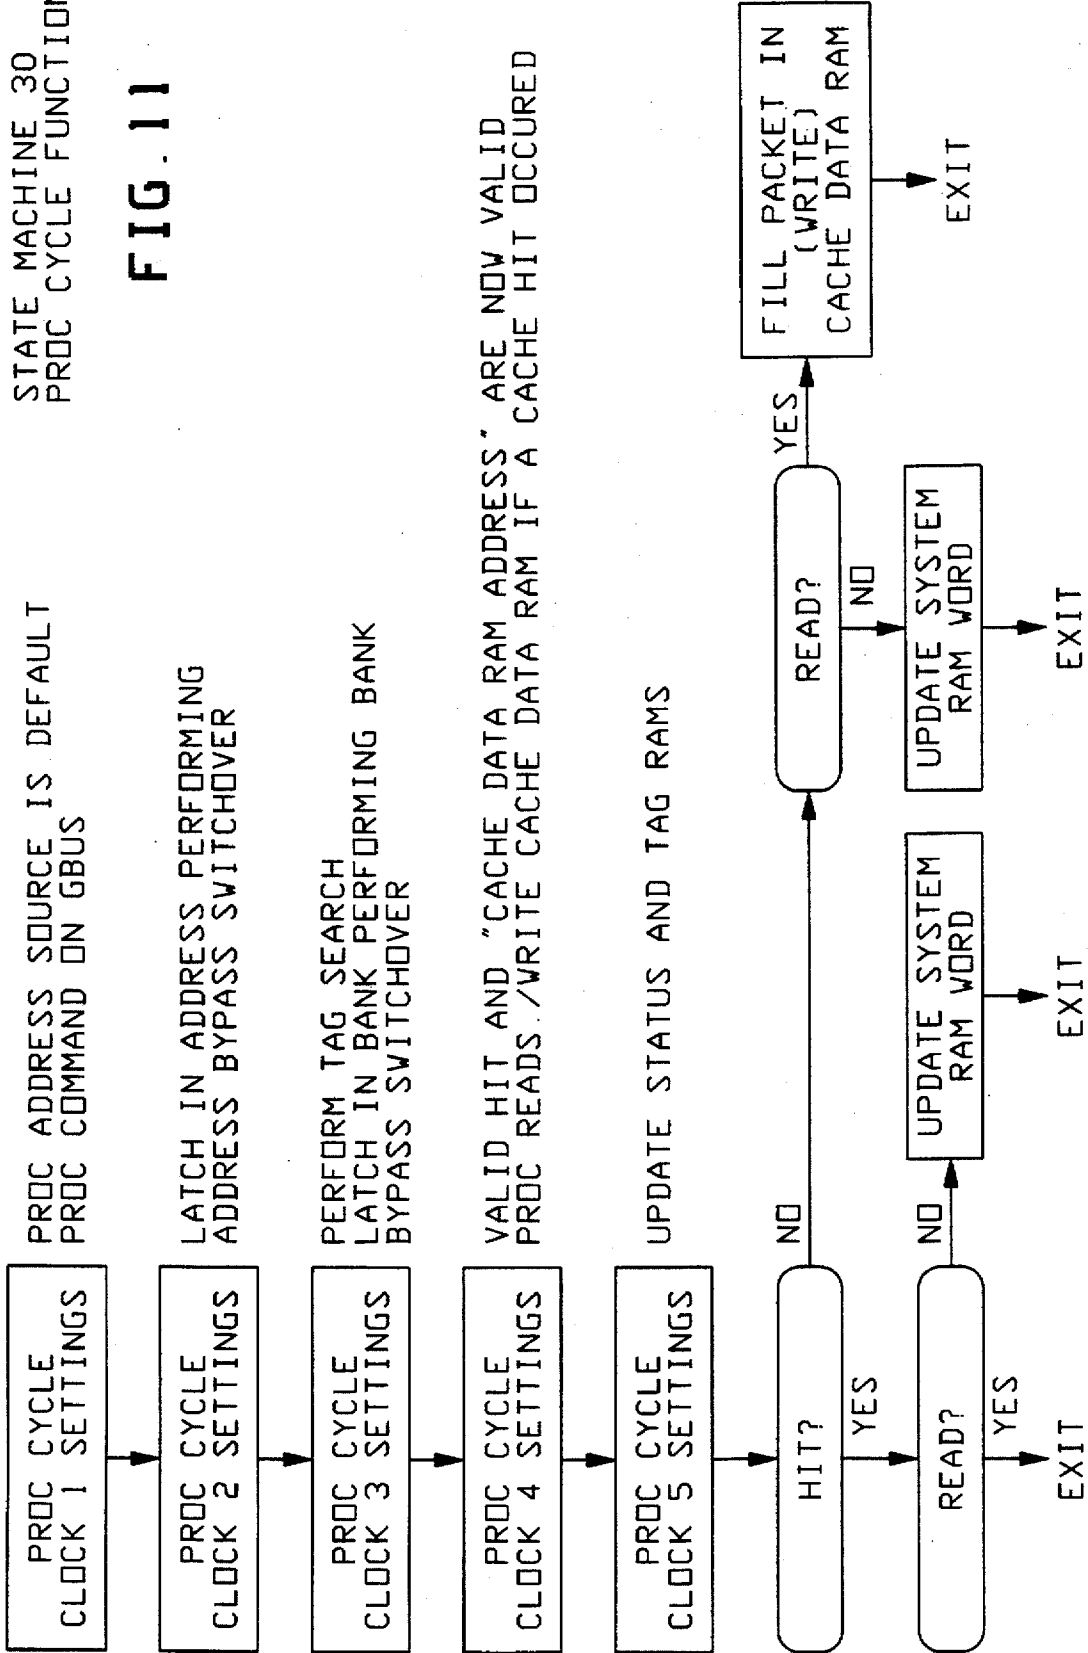 STATE MACHINE 30
PROC CYCLE FUNCTION
FIG.11
PROC CYCLE
CLOCK 1 SETTINGS
PROC ADDRESS SOURCE IS DEFAULT
PROC COMMAND ON GBUS
PROC CYCLE
CLOCK 2 SETTINGS
LATCH IN ADDRESS PERFORMING
ADDRESS BYPASS SWITCHOVER
PROC CYCLE
CLOCK 3 SETTINGS
PERFORM TAG SEARCH
LATCH IN BANK PERFORMING BANK
BYPASS SWITCHOVER
PROC CYCLE
CLOCK 4 SETTINGS
VALID HIT AND "CACHE DATA RAM ADDRESS" ARE NOW VALID
PROC READS./WRITE CACHE DATA RAM IF A CACHE HIT OCCURED
PROC CYCLE
CLOCK 5 SETTINGS
UPDATE STATUS AND TAG RAMS
HIT?
NO
YES
READ?
YES
NO
FILL PACKET IN
(WRITE)
CACHE DATA RAM
EXIT
READ?
NO
YES
UPDATE SYSTEM
RAM WORD
UPDATE SYSTEM
RAM WORD
EXIT
EXIT
EXIT